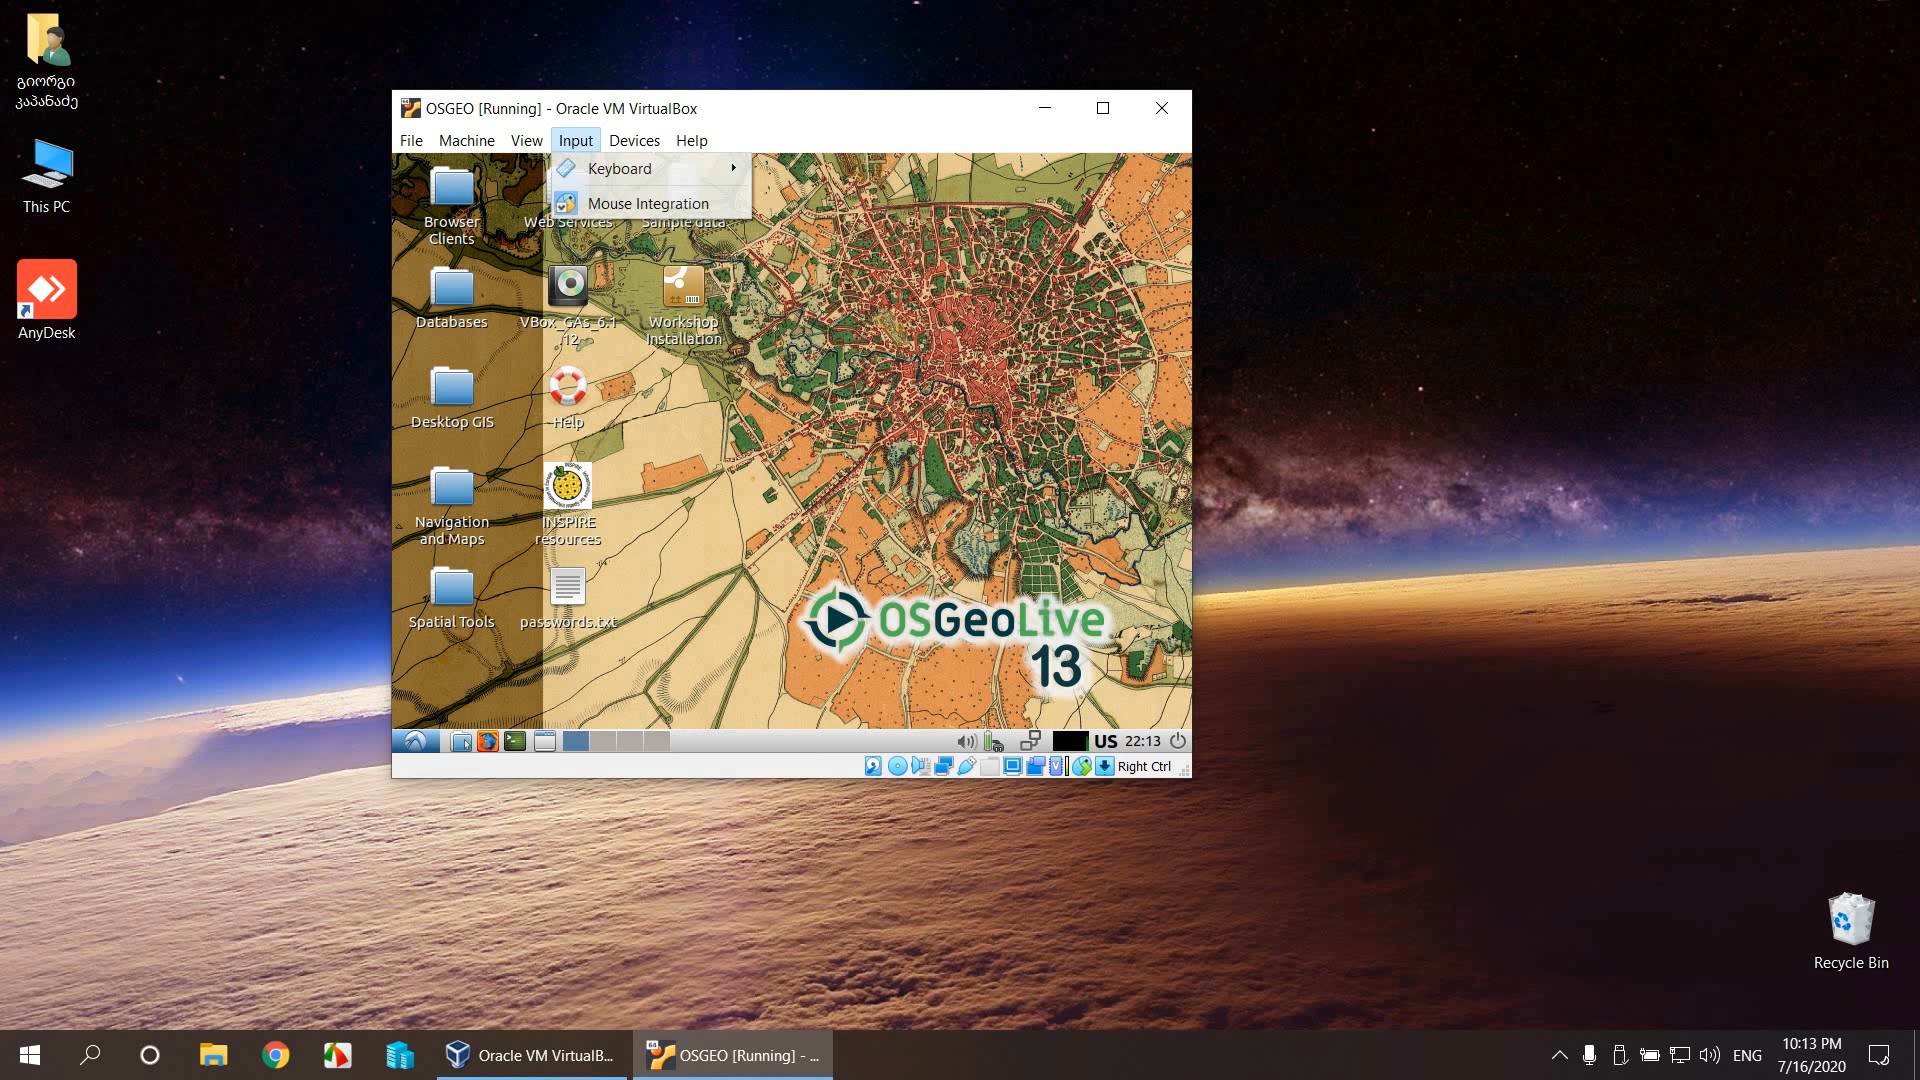 გიორგი
კაპანაძე
This PC
AnyDesk
OSGEO [Running] - Oracle VM VirtualBox
File Machine View Input Devices Help
Keyboard
Mouse Integration
Browser
Clients
Web Services
Sample data
Databases
VBox_GAs_6.1
.12
Workshop
Installation
Desktop GIS
Help
Navigation
and Maps
INSPIRE
resources
Spatial Tools
passwords.txt
OSGeoLive
13
US 22:13
Right Ctrl
Recycle Bin
Oracle VM VirtualB...
64
OSGEO [Running] - ...
ENG
10:13 PM
7/16/2020